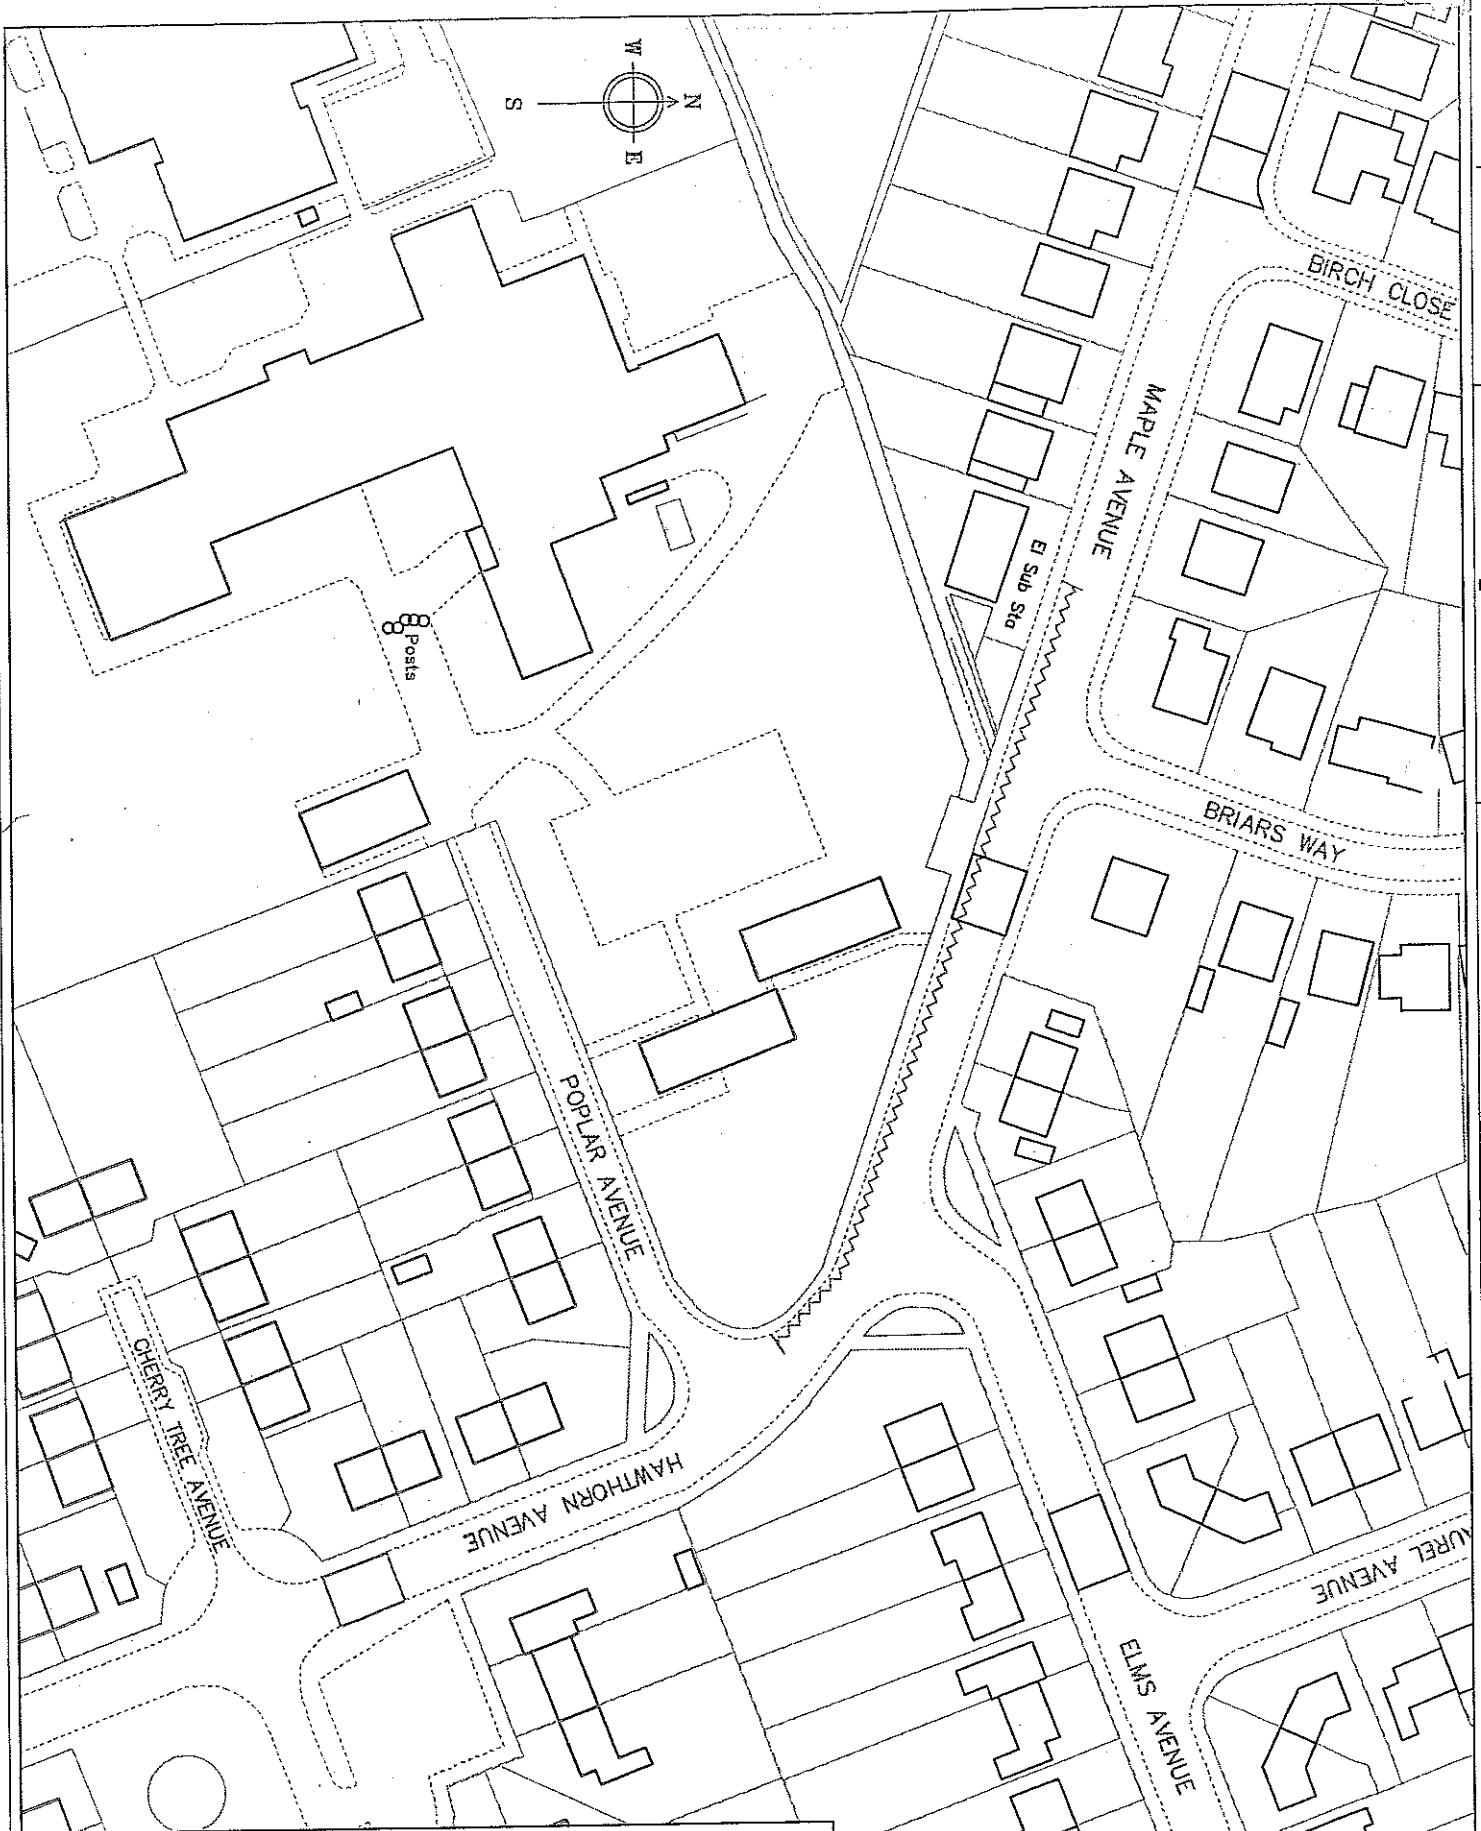 N
W
E
S
BIRCH CLOSE
MAPLE AVENUE
El Sub Sta
BRIARS WAY
Posts
POPLAR AVENUE
HAWTHORN AVENUE
CHERRY TREE AVENUE
AUREL AVENUE
ELMS AVENUE